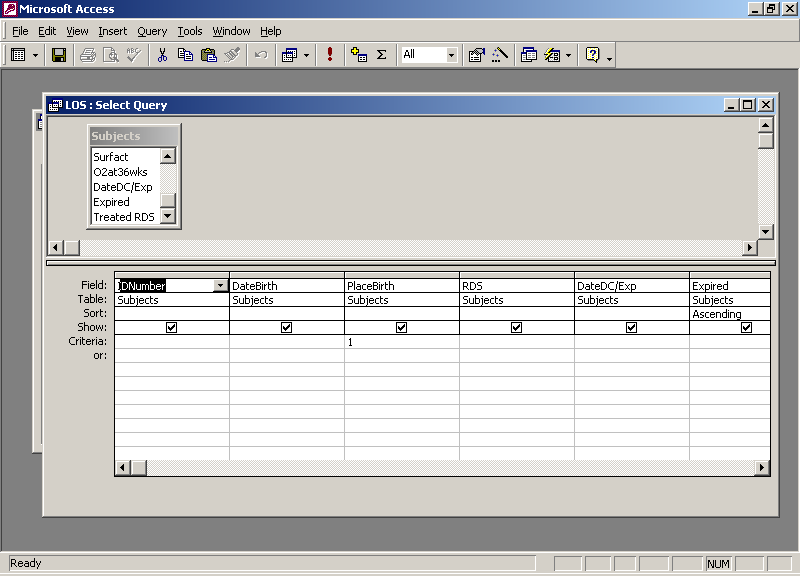 Microsoft Access
File Edit View Insert Query Tools Window Help
ABC
! Σ All ?
LOS : Select Query
Subjects
Surfact
O2at36wks
DateDC/Exp
Expired
Treated RDS
Field: IDNumber DateBirth PlaceBirth RDS DateDC/Exp Expired
Table: Subjects Subjects Subjects Subjects Subjects Subjects
Sort: Ascending
Show:
Criteria: 1
or:
Ready NUM